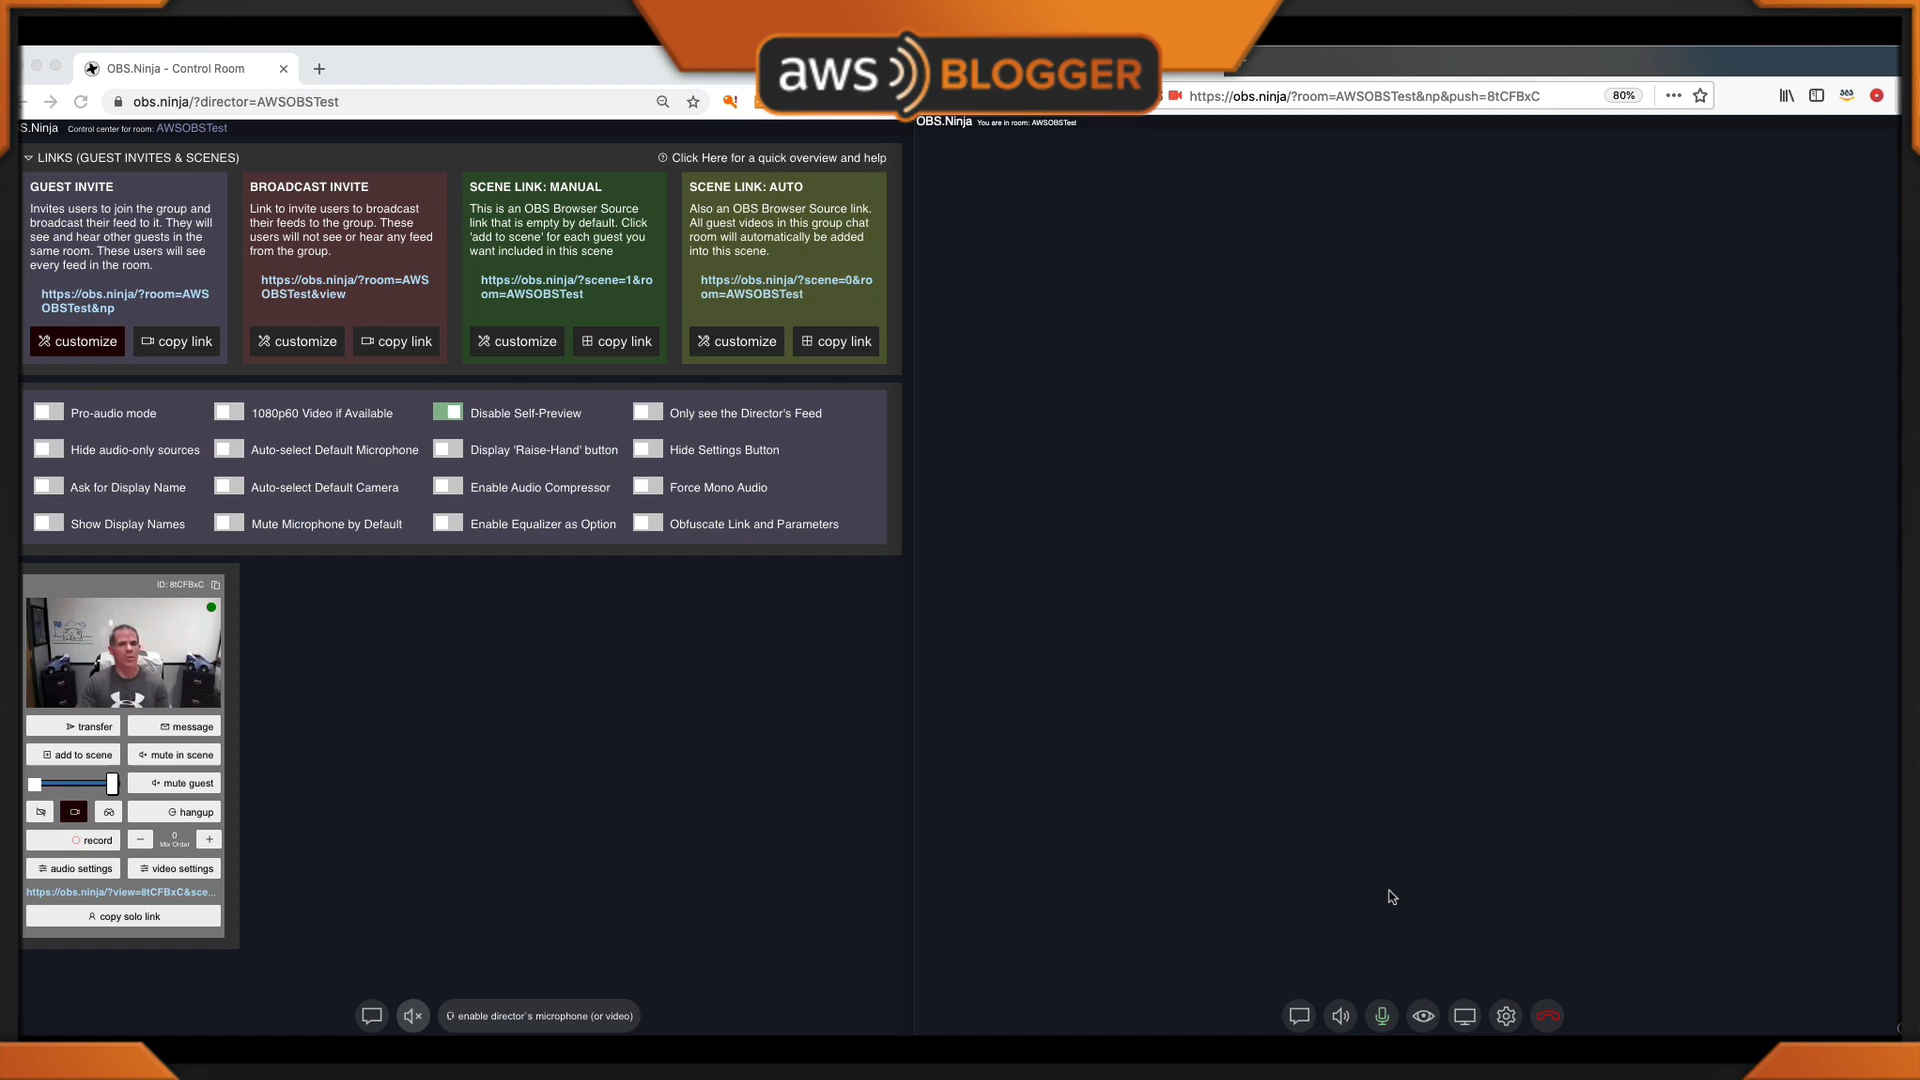 aws BLOGGER
OBS.Ninja - Control Room
obs.ninja/?director=AWSOBSTest
https://obs.ninja/?room=AWSOBSTest&np&push=8tCFBxC
80%
S.Ninja Control center for room: AWSOBSTest
OBS.Ninja You are in room: AWSOBSTest
LINKS (GUEST INVITES & SCENES)
Click Here for a quick overview and help
GUEST INVITE
Invites users to join the group and
broadcast their feed to it. They will
see and hear other guests in the
same room. These users will see
every feed in the room.
https://obs.ninja/?room=AWS
OBSTest&np
customize
copy link
BROADCAST INVITE
Link to invite users to broadcast
their feeds to the group. These
users will not see or hear any feed
from the group.
https://obs.ninja/?room=AWS
OBSTest&view
customize
copy link
SCENE LINK: MANUAL
This is an OBS Browser Source
link that is empty by default. Click
'add to scene' for each guest you
want included in this scene
https://obs.ninja/?scene=1&ro
om=AWSOBSTest
customize
copy link
SCENE LINK: AUTO
Also an OBS Browser Source link.
All guest videos in this group chat
room will automatically be added
into this scene.
https://obs.ninja/?scene=0&ro
om=AWSOBSTest
customize
copy link
Pro-audio mode
1080p60 Video if Available
Disable Self-Preview
Only see the Director's Feed
Hide audio-only sources
Auto-select Default Microphone
Display 'Raise-Hand' button
Hide Settings Button
Ask for Display Name
Auto-select Default Camera
Enable Audio Compressor
Force Mono Audio
Show Display Names
Mute Microphone by Default
Enable Equalizer as Option
Obfuscate Link and Parameters
ID: 8tCFBxC
transfer
message
add to scene
mute in scene
mute guest
hangup
record
0
Mix Order
audio settings
video settings
https://obs.ninja/?view=8tCFBxC&sce...
copy solo link
enable director's microphone (or video)